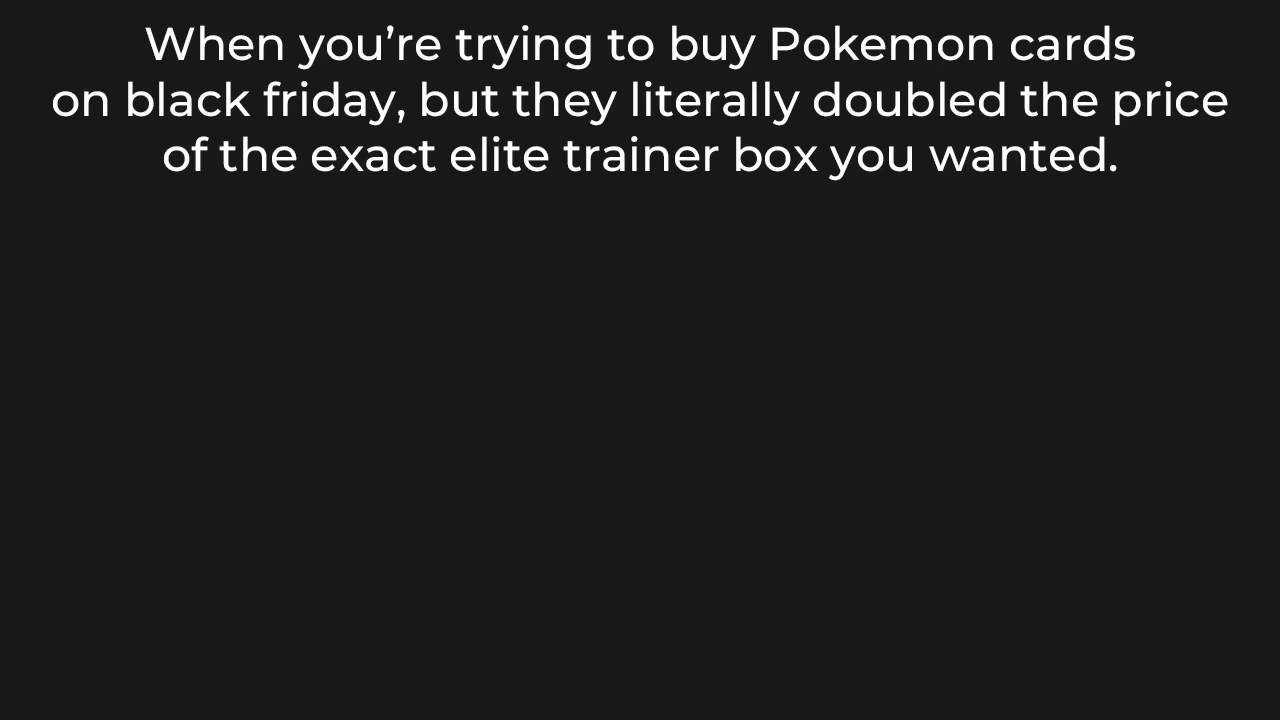 When you’re trying to buy Pokemon cards
on black friday, but they literally doubled the price
of the exact elite trainer box you wanted.